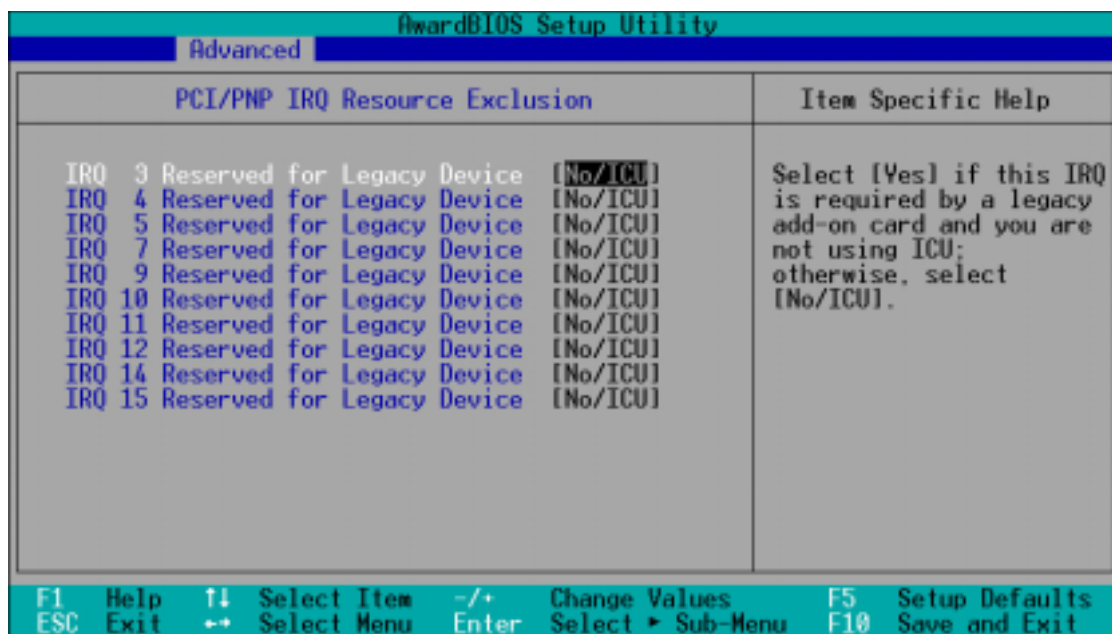 AwardBIOS Setup Utility
Advanced
PCI/PNP IRQ Resource Exclusion
Item Specific Help
IRQ 3 Reserved for Legacy Device [No/ICU]
IRQ 4 Reserved for Legacy Device [No/ICU]
IRQ 5 Reserved for Legacy Device [No/ICU]
IRQ 7 Reserved for Legacy Device [No/ICU]
IRQ 9 Reserved for Legacy Device [No/ICU]
IRQ 10 Reserved for Legacy Device [No/ICU]
IRQ 11 Reserved for Legacy Device [No/ICU]
IRQ 12 Reserved for Legacy Device [No/ICU]
IRQ 14 Reserved for Legacy Device [No/ICU]
IRQ 15 Reserved for Legacy Device [No/ICU]
Select [Yes] if this IRQ
is required by a legacy
add-on card and you are
not using ICU;
otherwise, select
[No/ICU].
F1 Help ↑↓ Select Item -/+ Change Values F5 Setup Defaults
ESC Exit ←→ Select Menu Enter Select ► Sub-Menu F10 Save and Exit